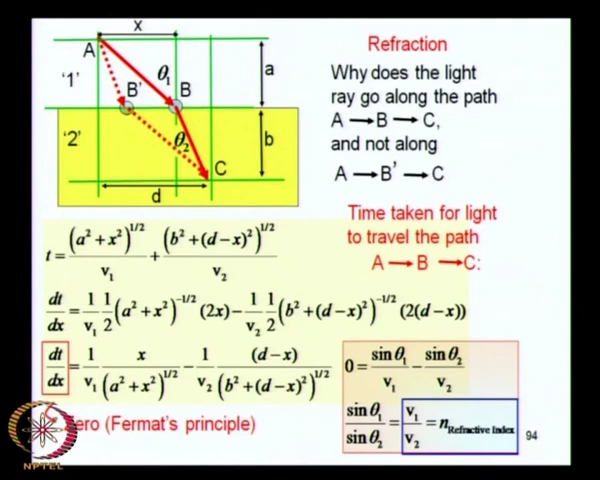 x
A
θ₁
a
'1'
B'
B
'2'
θ₂
b
C
d
Refraction
Why does the light
ray go along the path
A → B → C,
and not along
A → B' → C
Time taken for light
to travel the path
A → B → C:
t = (a² + x²)^{1/2} / v₁ + (b² + (d − x)²)^{1/2} / v₂
dt/dx = 1/v₁ 1/2 (a² + x²)^{−1/2} (2x) − 1/v₂ 1/2 (b² + (d − x)²)^{−1/2} (2(d − x))
dt/dx = 1/v₁ x/(a² + x²)^{1/2} − 1/v₂ (d − x)/(b² + (d − x)²)^{1/2}
0 = sin θ₁/v₁ − sin θ₂/v₂
Zero (Fermat's principle)
sin θ₁/sin θ₂ = v₁/v₂ = n Refractive Index
94
NPTEL